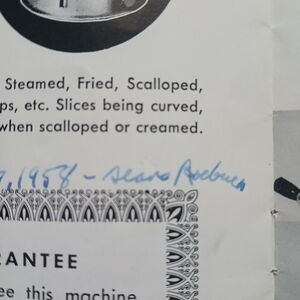 Steamed, Fried, Scalloped,
ps, etc. Slices being curved,
when scalloped or creamed.
, 1958 - Sears Roebuck
RANTEE
ee this machine